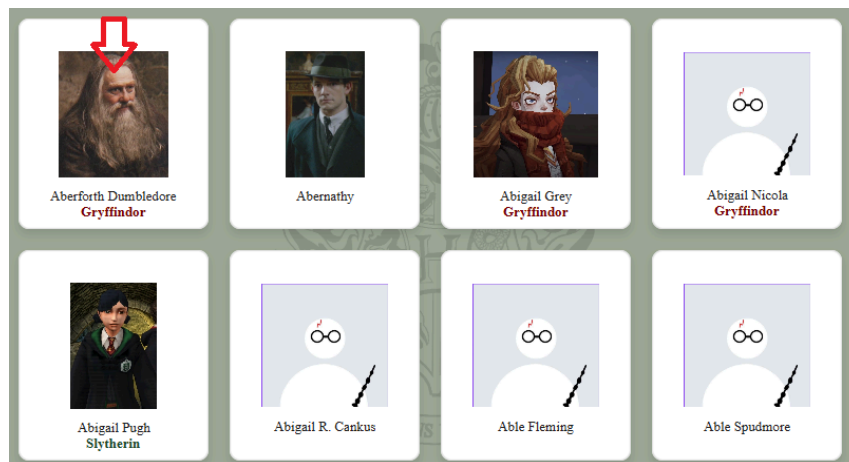 Aberforth Dumbledore
Gryffindor
Abernathy
Abigail Grey
Gryffindor
Abigail Nicola
Gryffindor
Abigail Pugh
Slytherin
Abigail R. Cankus
Able Fleming
Able Spudmore